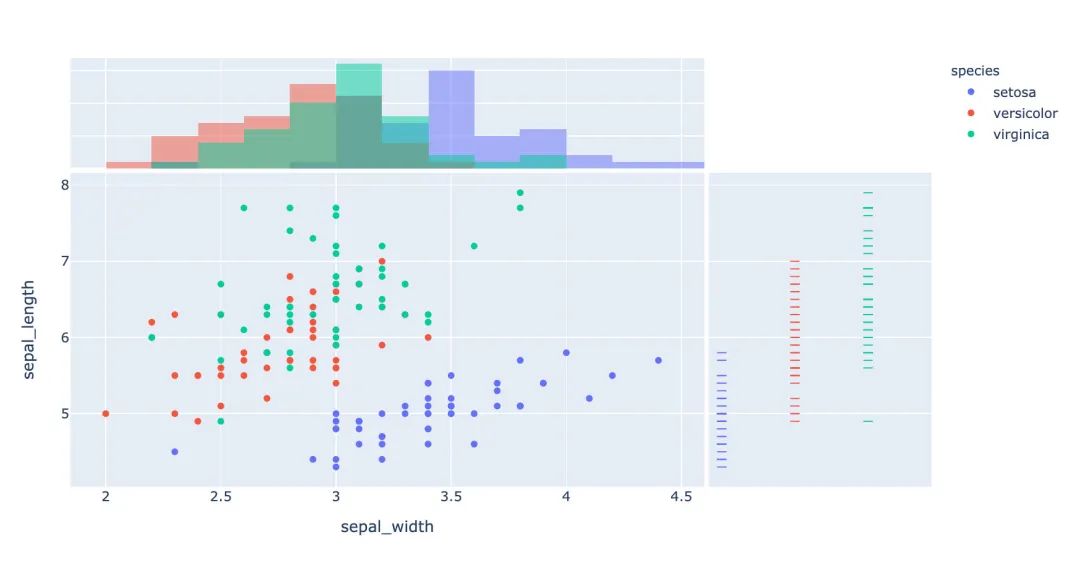 species
setosa
versicolor
virginica
8
7
6
5
sepal_length
2 2.5 3 3.5 4 4.5
sepal_width